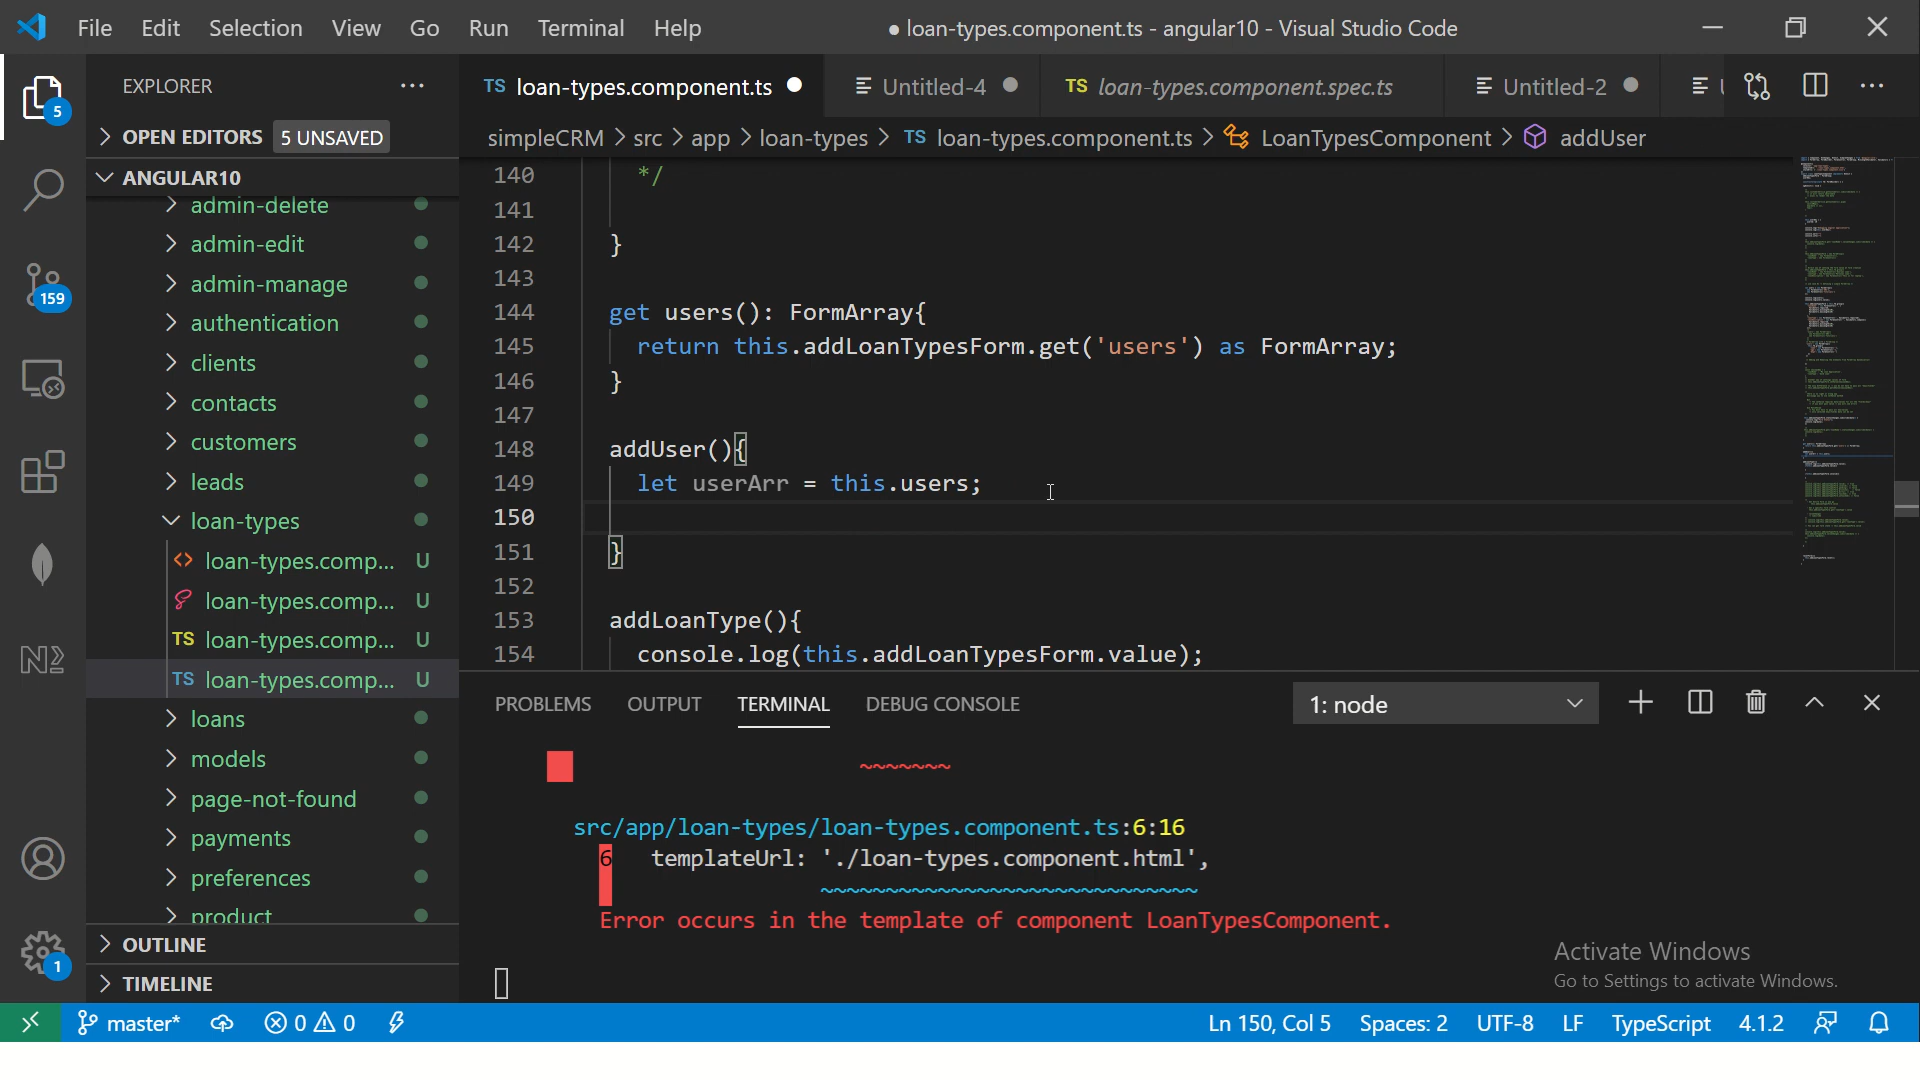 File Edit Selection View Go Run Terminal Help
● loan-types.component.ts - angular10 - Visual Studio Code
EXPLORER
OPEN EDITORS 5 UNSAVED
ANGULAR10
admin-delete
admin-edit
admin-manage
authentication
clients
contacts
customers
leads
loan-types
loan-types.comp... U
loan-types.comp... U
TS loan-types.comp... U
TS loan-types.comp... U
loans
models
page-not-found
payments
preferences
product
OUTLINE
TIMELINE
5
159
1
TS loan-types.component.ts Untitled-4 TS loan-types.component.spec.ts Untitled-2
simpleCRM > src > app > loan-types > TS loan-types.component.ts > LoanTypesComponent > addUser
140 */
141
142 }
143
144 get users(): FormArray{
145 return this.addLoanTypesForm.get('users') as FormArray;
146 }
147
148 addUser(){
149 let userArr = this.users;
150
151 }
152
153 addLoanType(){
154 console.log(this.addLoanTypesForm.value);
PROBLEMS OUTPUT TERMINAL DEBUG CONSOLE 1: node
~~~~~~~
src/app/loan-types/loan-types.component.ts:6:16
6 templateUrl: './loan-types.component.html',
~~~~~~~~~~~~~~~~~~~~~~~~~~~~~
Error occurs in the template of component LoanTypesComponent.
Activate Windows
Go to Settings to activate Windows.
master* 0 0 Ln 150, Col 5 Spaces: 2 UTF-8 LF TypeScript 4.1.2